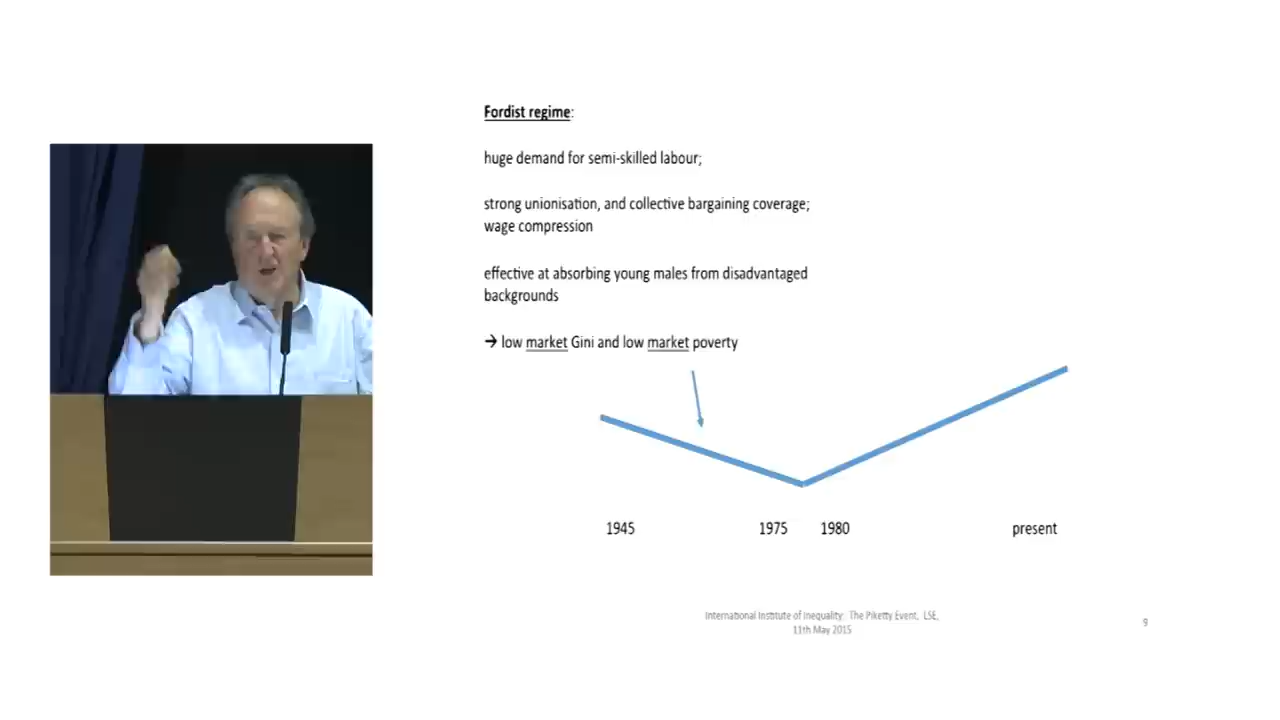 Fordist regime:
huge demand for semi-skilled labour;
strong unionisation, and collective bargaining coverage;
wage compression
effective at absorbing young males from disadvantaged
backgrounds
→ low market Gini and low market poverty
1945 1975 1980 present
International Institute of Inequality: The Piketty Event, LSE,
11th May 2015
9